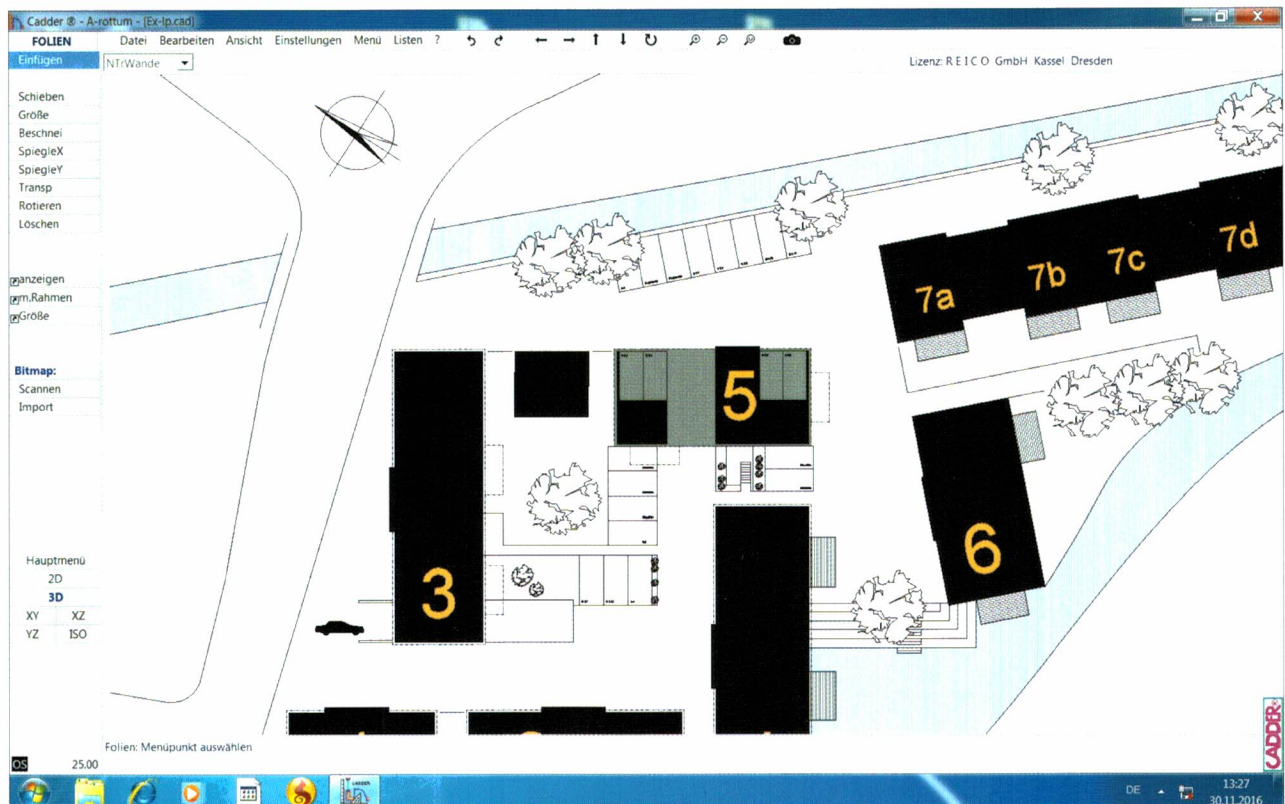 Cadder ® - A-rottum - [Ex-lp.cad]
FOLIEN Datei Bearbeiten Ansicht Einstellungen Menü Listen ?
Einfügen NTrWande Lizenz: R E I C O GmbH Kassel Dresden
Schieben
Größe
Beschnei
SpiegleX
SpiegleY
Transp
Rotieren
Löschen
anzeigen
m.Rahmen
Größe
Bitmap:
Scannen
Import
Hauptmenü
2D
3D
XY XZ
YZ ISO
7a 7b 7c 7d
5
3
6
CADDER®
Folien: Menüpunkt auswählen
OS 25.00
DE 13:27
30.11.2016